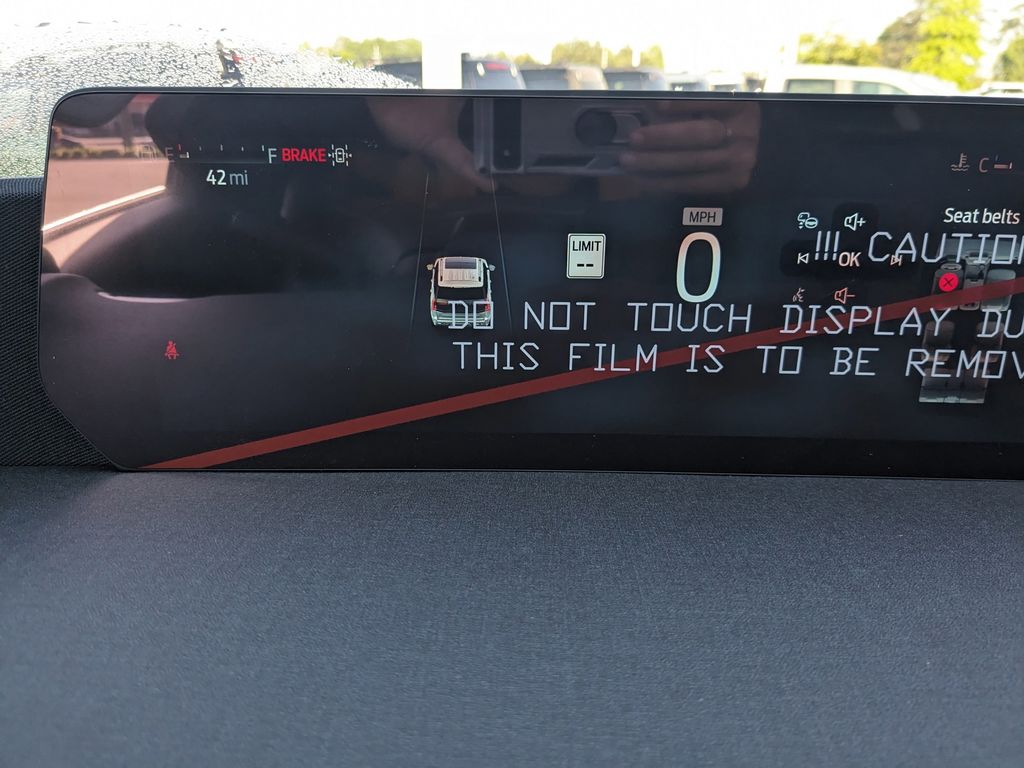 E F BRAKE
42 mi
C
MPH
Seat belts
LIMIT
--
0
!!! CAUTION
OK
DO NOT TOUCH DISPLAY DU
THIS FILM IS TO BE REMOV